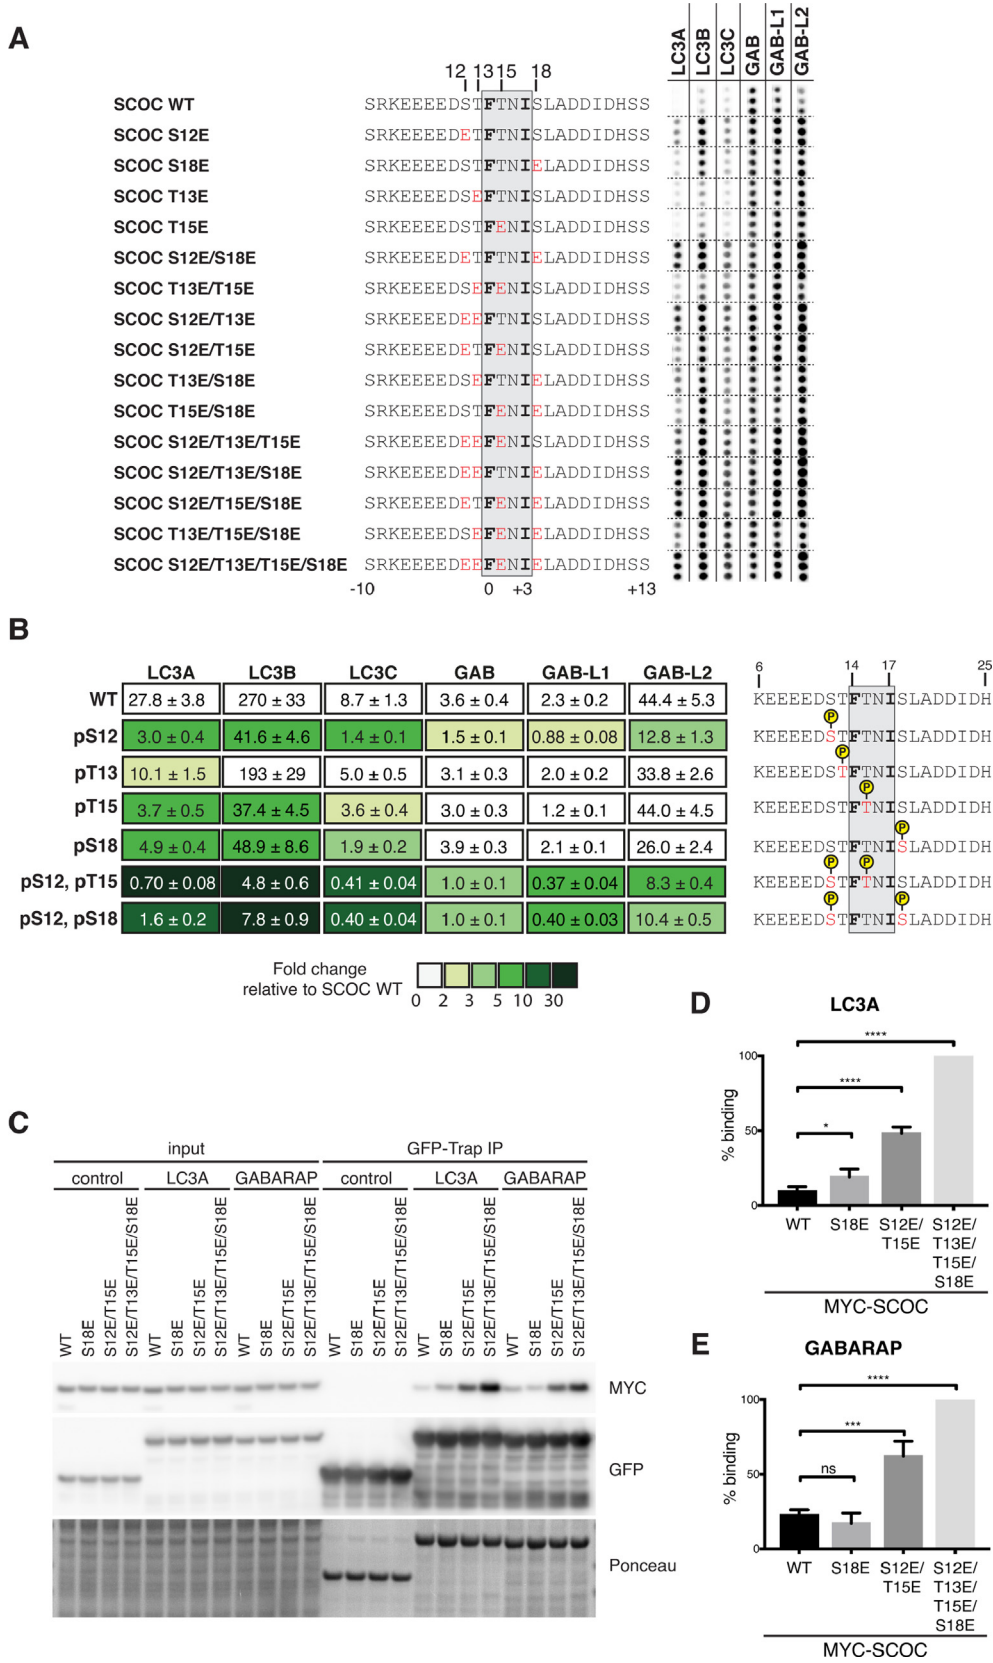 A
LC3A LC3B LC3C GAB GAB-L1 GAB-L2
12 13 15 18
SCOC WT SRKEEEEDSTFTNISLADDIDHSS
SCOC S12E SRKEEEEDETFTNISLADDIDHSS
SCOC S18E SRKEEEEDSTFTNIELADDIDHSS
SCOC T13E SRKEEEEDSEFTNISLADDIDHSS
SCOC T15E SRKEEEEDSTFENISLADDIDHSS
SCOC S12E/S18E SRKEEEEDETFTNIELADDIDHSS
SCOC T13E/T15E SRKEEEEDSEFENISLADDIDHSS
SCOC S12E/T13E SRKEEEEDEEFTNISLADDIDHSS
SCOC S12E/T15E SRKEEEEDETFENISLADDIDHSS
SCOC T13E/S18E SRKEEEEDSEFTNIELADDIDHSS
SCOC T15E/S18E SRKEEEEDSTFENIELADDIDHSS
SCOC S12E/T13E/T15E SRKEEEEDEEFENISLADDIDHSS
SCOC S12E/T13E/S18E SRKEEEEDEEFTNIELADDIDHSS
SCOC S12E/T15E/S18E SRKEEEEDETFENIELADDIDHSS
SCOC T13E/T15E/S18E SRKEEEEDSEFENIELADDIDHSS
SCOC S12E/T13E/T15E/S18E SRKEEEEDEEFENIELADDIDHSS
-10 0 +3 +13
B
LC3A LC3B LC3C GAB GAB-L1 GAB-L2
6 14 17 25
WT 27.8 ± 3.8 270 ± 33 8.7 ± 1.3 3.6 ± 0.4 2.3 ± 0.2 44.4 ± 5.3 KEEEEDSTFTNISLADDIDH
P
pS12 3.0 ± 0.4 41.6 ± 4.6 1.4 ± 0.1 1.5 ± 0.1 0.88 ± 0.08 12.8 ± 1.3 KEEEEDSTFTNISLADDIDH
P
pT13 10.1 ± 1.5 193 ± 29 5.0 ± 0.5 3.1 ± 0.3 2.0 ± 0.2 33.8 ± 2.6 KEEEEDSTFTNISLADDIDH
P
pT15 3.7 ± 0.5 37.4 ± 4.5 3.6 ± 0.4 3.0 ± 0.3 1.2 ± 0.1 44.0 ± 4.5 KEEEEDSTFTNISLADDIDH
P
pS18 4.9 ± 0.4 48.9 ± 8.6 1.9 ± 0.2 3.9 ± 0.3 2.1 ± 0.1 26.0 ± 2.4 KEEEEDSTFTNISLADDIDH
P P
pS12, pT15 0.70 ± 0.08 4.8 ± 0.6 0.41 ± 0.04 1.0 ± 0.1 0.37 ± 0.04 8.3 ± 0.4 KEEEEDSTFTNISLADDIDH
P P
pS12, pS18 1.6 ± 0.2 7.8 ± 0.9 0.40 ± 0.04 1.0 ± 0.1 0.40 ± 0.03 10.4 ± 0.5 KEEEEDSTFTNISLADDIDH
Fold change
relative to SCOC WT
0 2 3 5 10 30
C
input GFP-Trap IP
control LC3A GABARAP control LC3A GABARAP
WT S18E S12E/T15E S12E/T13E/T15E/S18E WT S18E S12E/T15E S12E/T13E/T15E/S18E WT S18E S12E/T15E S12E/T13E/T15E/S18E WT S18E S12E/T15E S12E/T13E/T15E/S18E WT S18E S12E/T15E S12E/T13E/T15E/S18E WT S18E S12E/T15E S12E/T13E/T15E/S18E
MYC
GFP
Ponceau
D
LC3A
% binding
100
50
0
****
****
*
WT S18E S12E/ S12E/
T15E T13E/
T15E/
S18E
MYC-SCOC
E
GABARAP
% binding
100
50
0
****
***
ns
WT S18E S12E/ S12E/
T15E T13E/
T15E/
S18E
MYC-SCOC